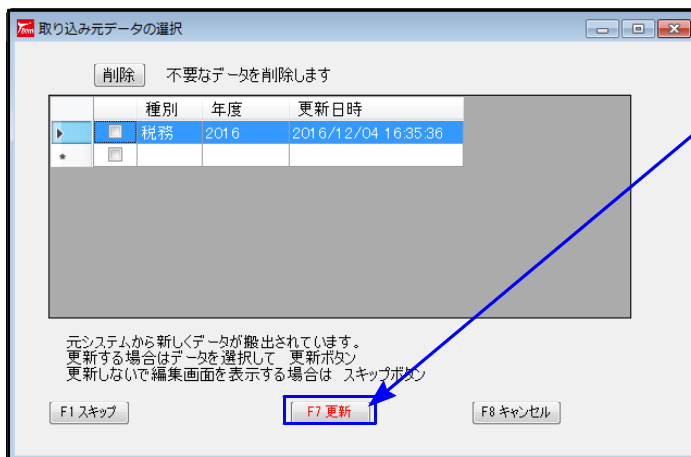 Team 取り込み元データの選択
削除 不要なデータを削除します
種別 年度 更新日時
税務 2016 2016/12/04 16:35:36
元システムから新しくデータが搬出されています。
更新する場合はデータを選択して 更新ボタン
更新しないで編集画面を表示する場合は スキップボタン
F1 スキップ F7 更新 F8 キャンセル